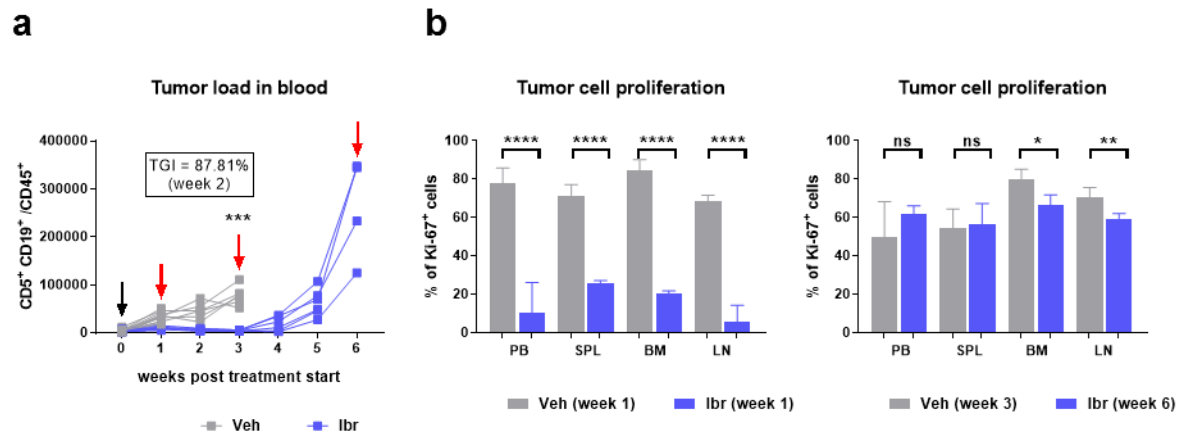 a
Tumor load in blood
CD5⁺ CD19⁺ /CD45⁺
400000
300000
200000
100000
0
TGI = 87.81%
(week 2)
***
0 1 2 3 4 5 6
weeks post treatment start
Veh Ibr
b
Tumor cell proliferation
% of Ki-67⁺ cells
100
80
60
40
20
0
**** **** **** ****
PB SPL BM LN
Veh (week 1) Ibr (week 1)
Tumor cell proliferation
% of Ki-67⁺ cells
100
80
60
40
20
0
ns ns * **
PB SPL BM LN
Veh (week 3) Ibr (week 6)